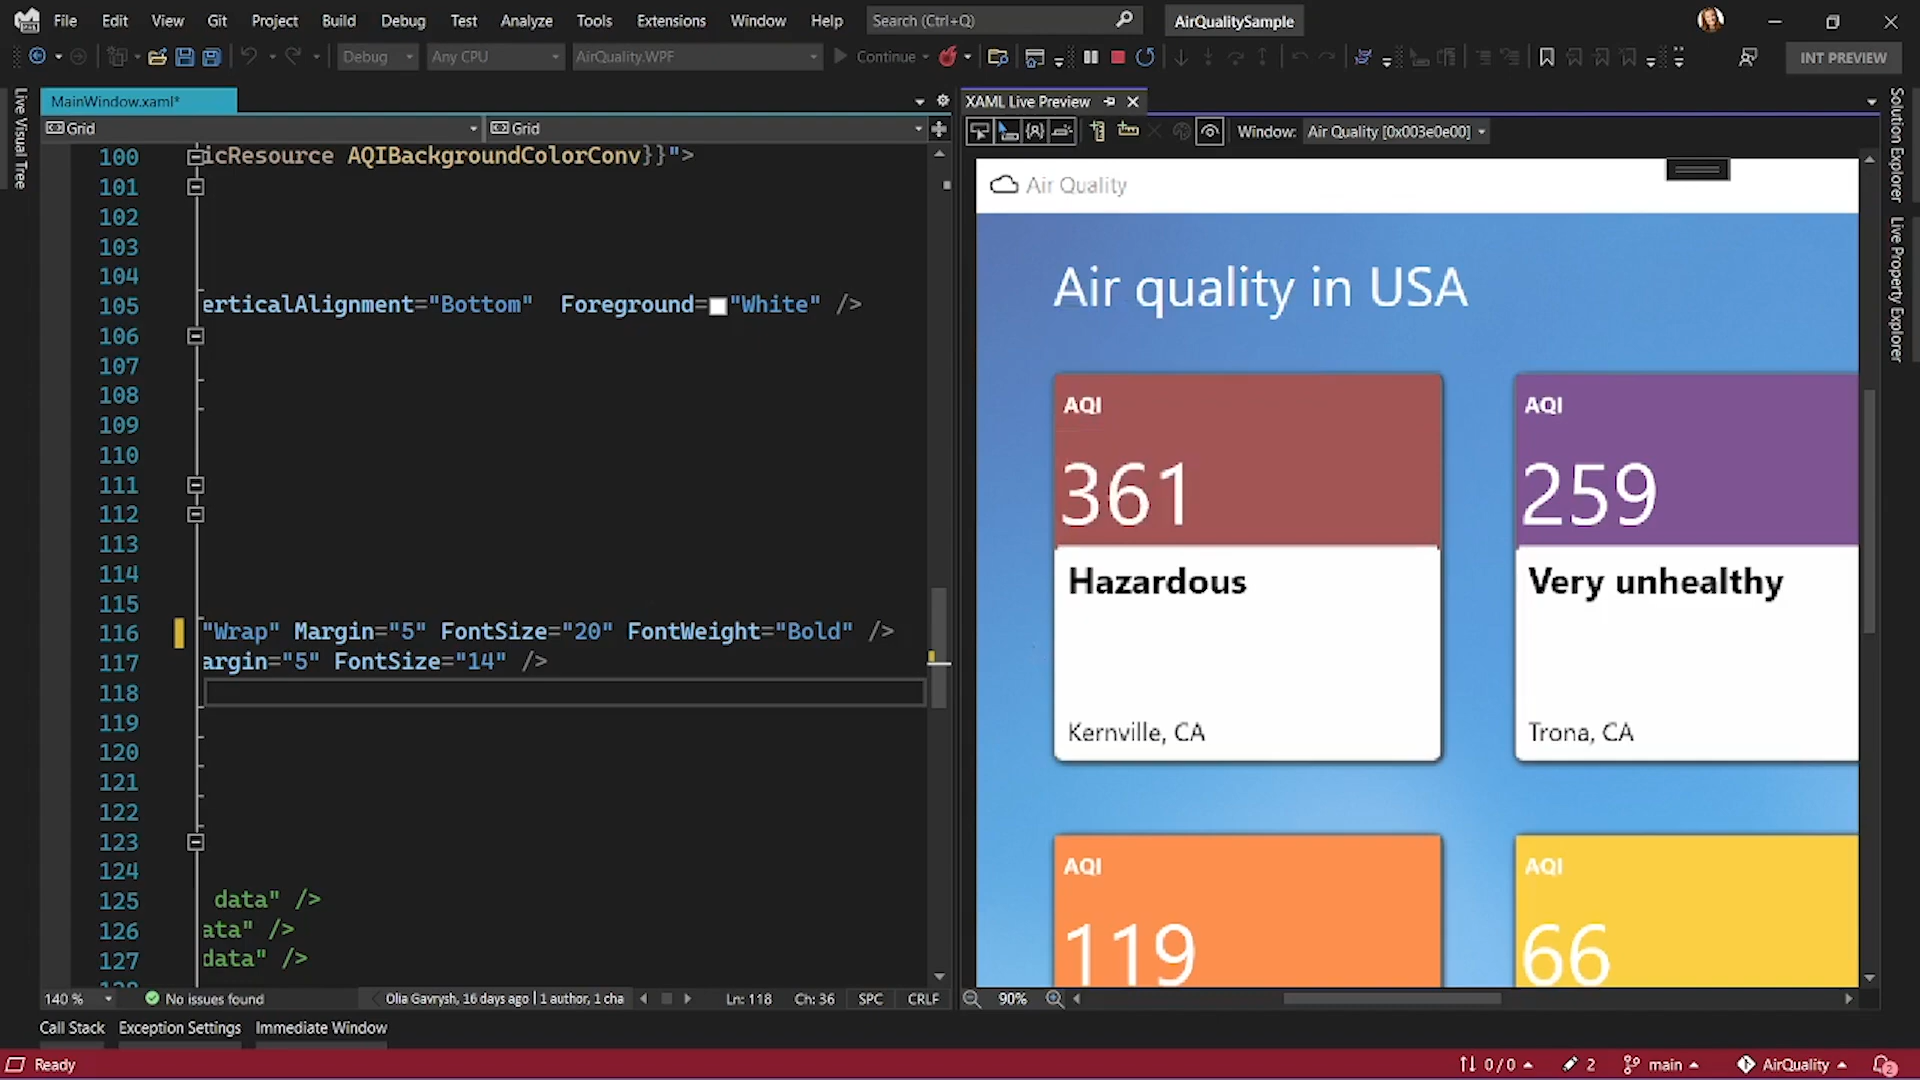 File Edit View Git Project Build Debug Test Analyze Tools Extensions Window Help Search (Ctrl+Q) AirQualitySample
Debug Any CPU AirQuality.WPF Continue INT PREVIEW
Live Visual Tree
MainWindow.xaml*
Grid Grid
100 icResource AQIBackgroundColorConv}}">
101
102
103
104
105 erticalAlignment="Bottom" Foreground="White" />
106
107
108
109
110
111
112
113
114
115
116 "Wrap" Margin="5" FontSize="20" FontWeight="Bold" />
117 argin="5" FontSize="14" />
118
119
120
121
122
123
124
125 data" />
126 ata" />
127 data" />
140 % No issues found Olia Gavrysh, 16 days ago | 1 author, 1 cha Ln: 118 Ch: 36 SPC CRLF
XAML Live Preview
Window: Air Quality [0x003e0e00]
Air Quality
Air quality in USA
AQI
361
Hazardous
Kernville, CA
AQI
259
Very unhealthy
Trona, CA
AQI
119
AQI
66
90%
Solution Explorer
Live Property Explorer
Call Stack Exception Settings Immediate Window
Ready 0 / 0 2 main AirQuality 2